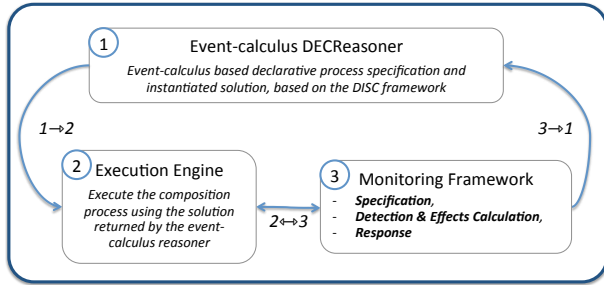 1
Event-calculus DECReasoner
Event-calculus based declarative process specification and
instantiated solution, based on the DISC framework
1→2
3→1
2
Execution Engine
Execute the composition
process using the solution
returned by the event-
calculus reasoner
2↔3
3
Monitoring Framework
- Specification,
- Detection & Effects Calculation,
- Response